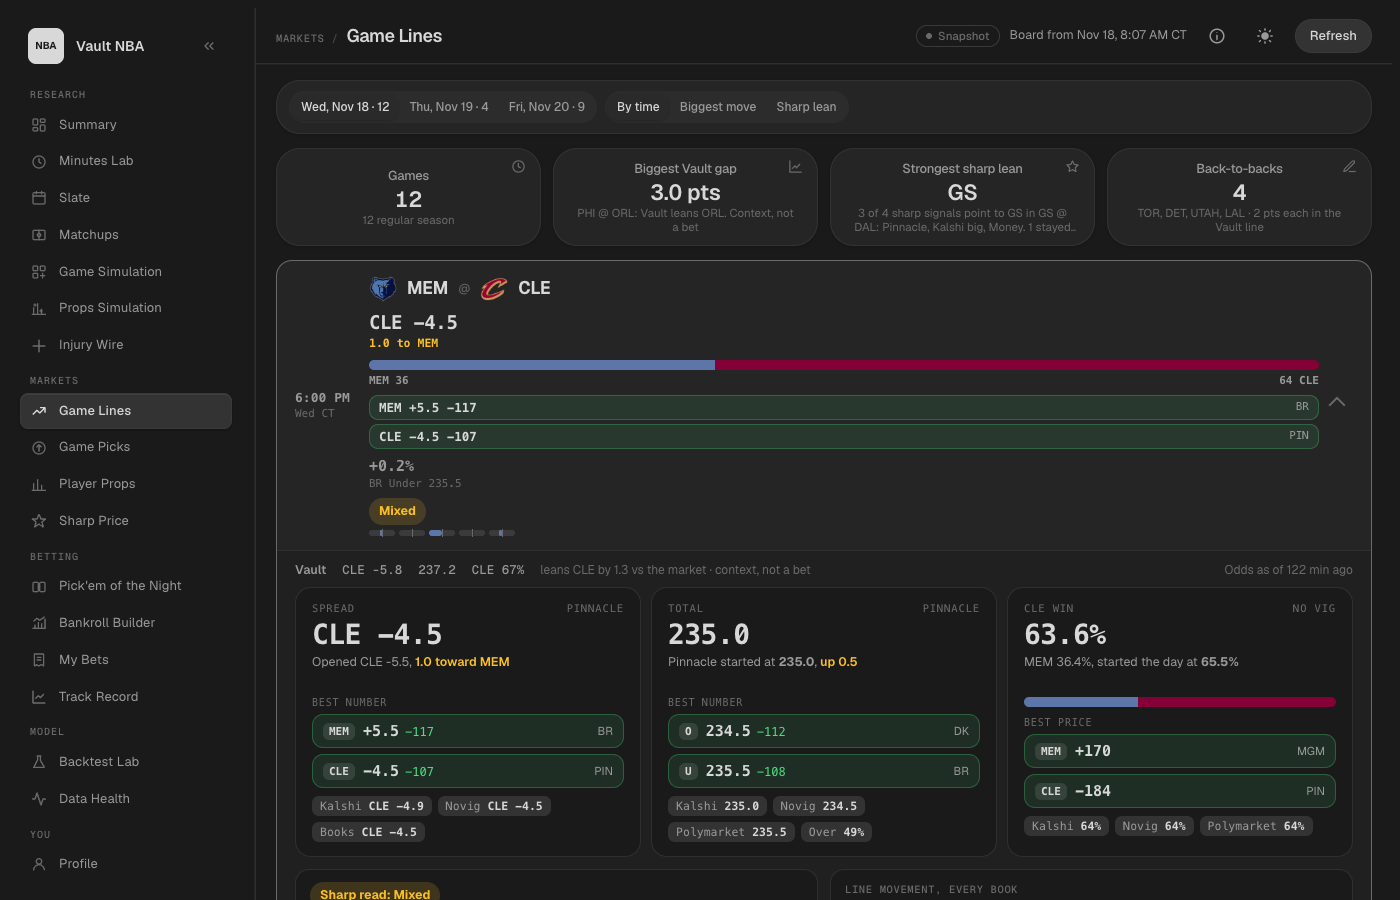 NBA
Vault NBA
RESEARCH
Summary
Minutes Lab
Slate
Matchups
Game Simulation
Props Simulation
Injury Wire
MARKETS
Game Lines
Game Picks
Player Props
Sharp Price
BETTING
Pick'em of the Night
Bankroll Builder
My Bets
Track Record
MODEL
Backtest Lab
Data Health
YOU
Profile
MARKETS / Game Lines
Snapshot
Board from Nov 18, 8:07 AM CT
Refresh
Wed, Nov 18 · 12
Thu, Nov 19 · 4
Fri, Nov 20 · 9
By time
Biggest move
Sharp lean
Games
12
12 regular season
Biggest Vault gap
3.0 pts
PHI @ ORL: Vault leans ORL. Context, not
a bet
Strongest sharp lean
GS
3 of 4 sharp signals point to GS in GS @
DAL: Pinnacle, Kalshi big, Money. 1 stayed…
Back-to-backs
4
TOR, DET, UTAH, LAL · 2 pts each in the
Vault line
6:00 PM
Wed CT
MEM @ CLE
CLE −4.5
1.0 to MEM
MEM 36
64 CLE
MEM +5.5 −117 BR
CLE −4.5 −107 PIN
+0.2%
BR Under 235.5
Mixed
Vault CLE -5.8 237.2 CLE 67% leans CLE by 1.3 vs the market · context, not a bet
Odds as of 122 min ago
SPREAD PINNACLE
CLE −4.5
Opened CLE -5.5, 1.0 toward MEM
BEST NUMBER
MEM +5.5 −117 BR
CLE −4.5 −107 PIN
Kalshi CLE −4.9
Novig CLE −4.5
Books CLE −4.5
TOTAL PINNACLE
235.0
Pinnacle started at 235.0, up 0.5
BEST NUMBER
O 234.5 −112 DK
U 235.5 −108 BR
Kalshi 235.0
Novig 234.5
Polymarket 235.5
Over 49%
CLE WIN NO VIG
63.6%
MEM 36.4%, started the day at 65.5%
BEST PRICE
MEM +170 MGM
CLE −184 PIN
Kalshi 64%
Novig 64%
Polymarket 64%
Sharp read: Mixed
LINE MOVEMENT, EVERY BOOK